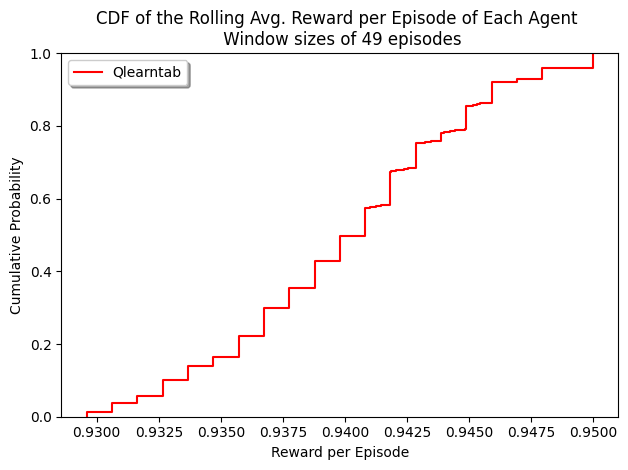 CDF of the Rolling Avg. Reward per Episode of Each Agent
Window sizes of 49 episodes
Qlearntab
1.0
0.8
0.6
0.4
0.2
0.0
Cumulative Probability
0.9300 0.9325 0.9350 0.9375 0.9400 0.9425 0.9450 0.9475 0.9500
Reward per Episode